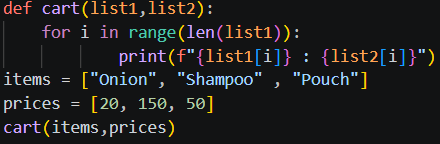 def cart(list1,list2):
    for i in range(len(list1)):
            print(f"{list1[i]} : {list2[i]}")
items = ["Onion", "Shampoo" , "Pouch"]
prices = [20, 150, 50]
cart(items,prices)